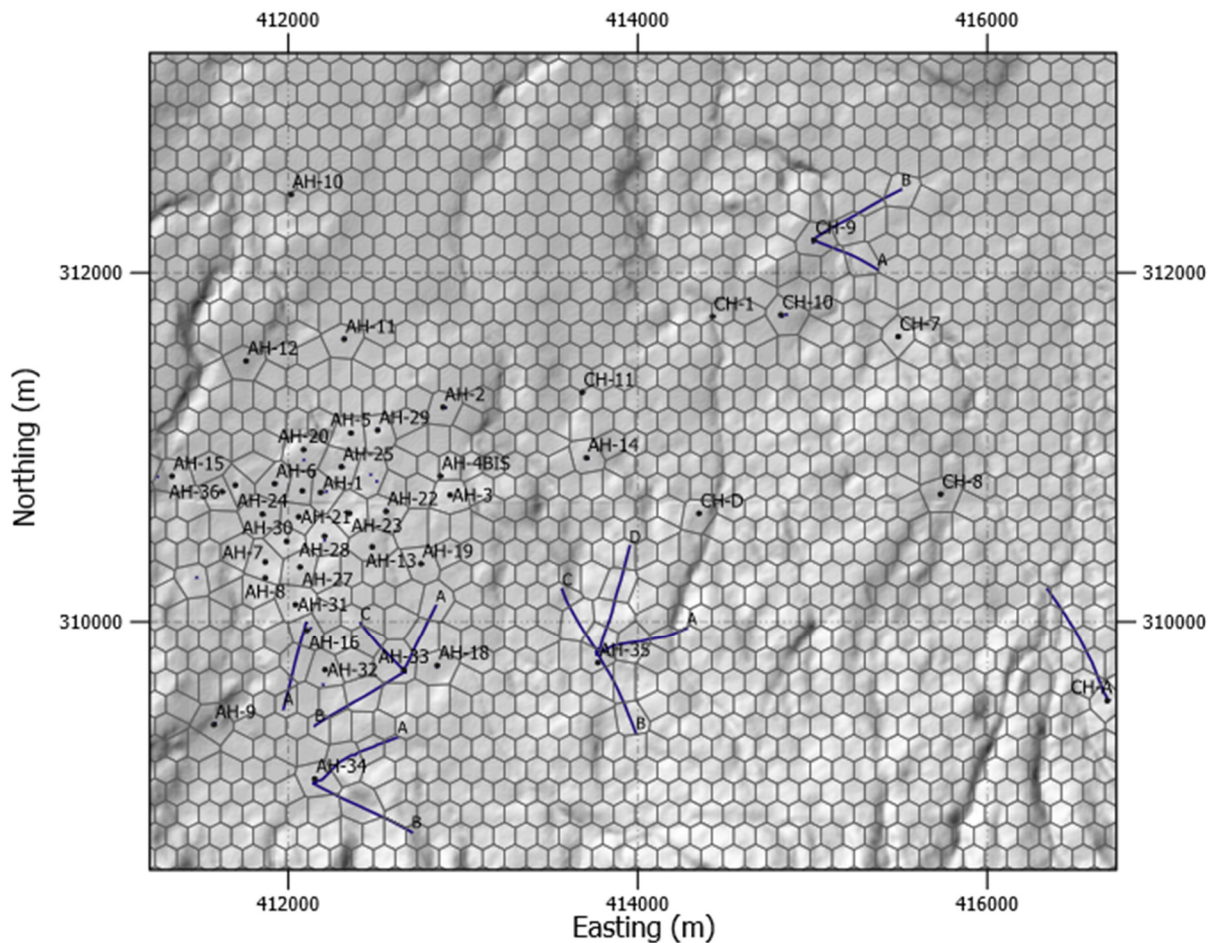 412000 414000 416000
AH-10
B
CH-9
A
312000 312000
CH-1 CH-10
AH-11 CH-7
AH-12
CH-11
AH-2
AH-5 AH-29
AH-20 AH-14
AH-25
AH-15 AH-6 AH-4BIS
AH-36 AH-1 AH-3 CH-8
AH-24 AH-22 CH-D
AH-30 AH-21 AH-23
AH-7 AH-28 AH-13 AH-19 D
AH-8 AH-27 C
AH-31 A
310000 C A 310000
AH-16 AH-33 AH-18 AH-35
AH-32
A CH-A
AH-9 B B
A
AH-34
B
412000 414000 416000
Easting (m)
Northing (m)